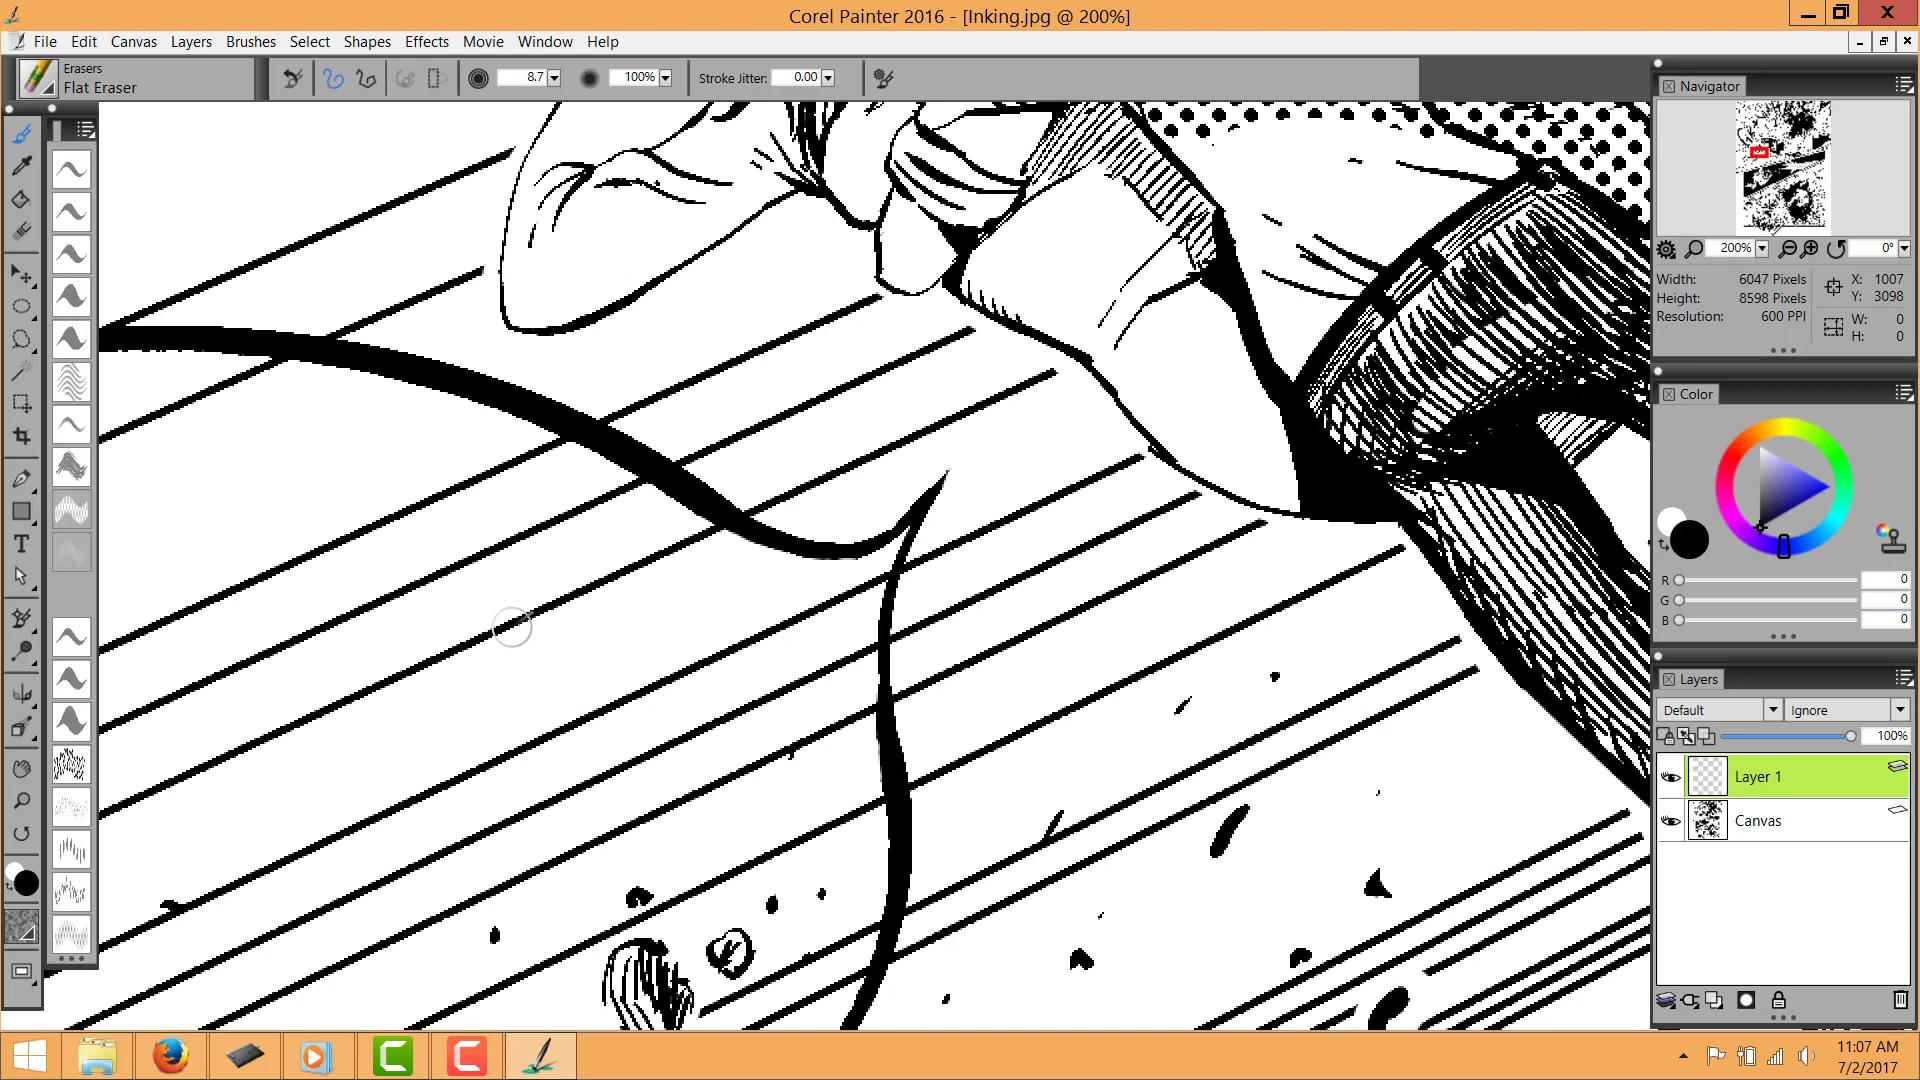 Corel Painter 2016 - [Inking.jpg @ 200%]
File Edit Canvas Layers Brushes Select Shapes Effects Movie Window Help
Erasers
Flat Eraser
8.7
100%
Stroke Jitter: 0.00
Navigator
200%
0°
Width: 6047 Pixels
Height: 8598 Pixels
Resolution: 600 PPI
X: 1007
Y: 3098
W: 0
H: 0
Color
R 0
G 0
B 0
Layers
Default Ignore
100%
Layer 1
Canvas
T
11:07 AM
7/2/2017